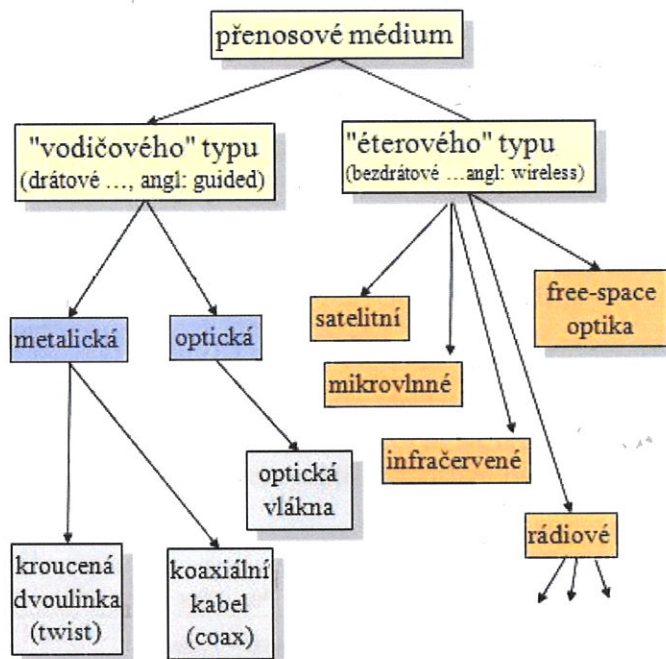 přenosové médium
"vodičového" typu
(drátové ..., angl: guided)
"éterového" typu
(bezdrátové ...angl: wireless)
metalická
optická
satelitní
free-space
optika
mikrovlnné
infračervené
optická
vlákna
rádiové
kroucená
dvoulinka
(twist)
koaxiální
kabel
(coax)